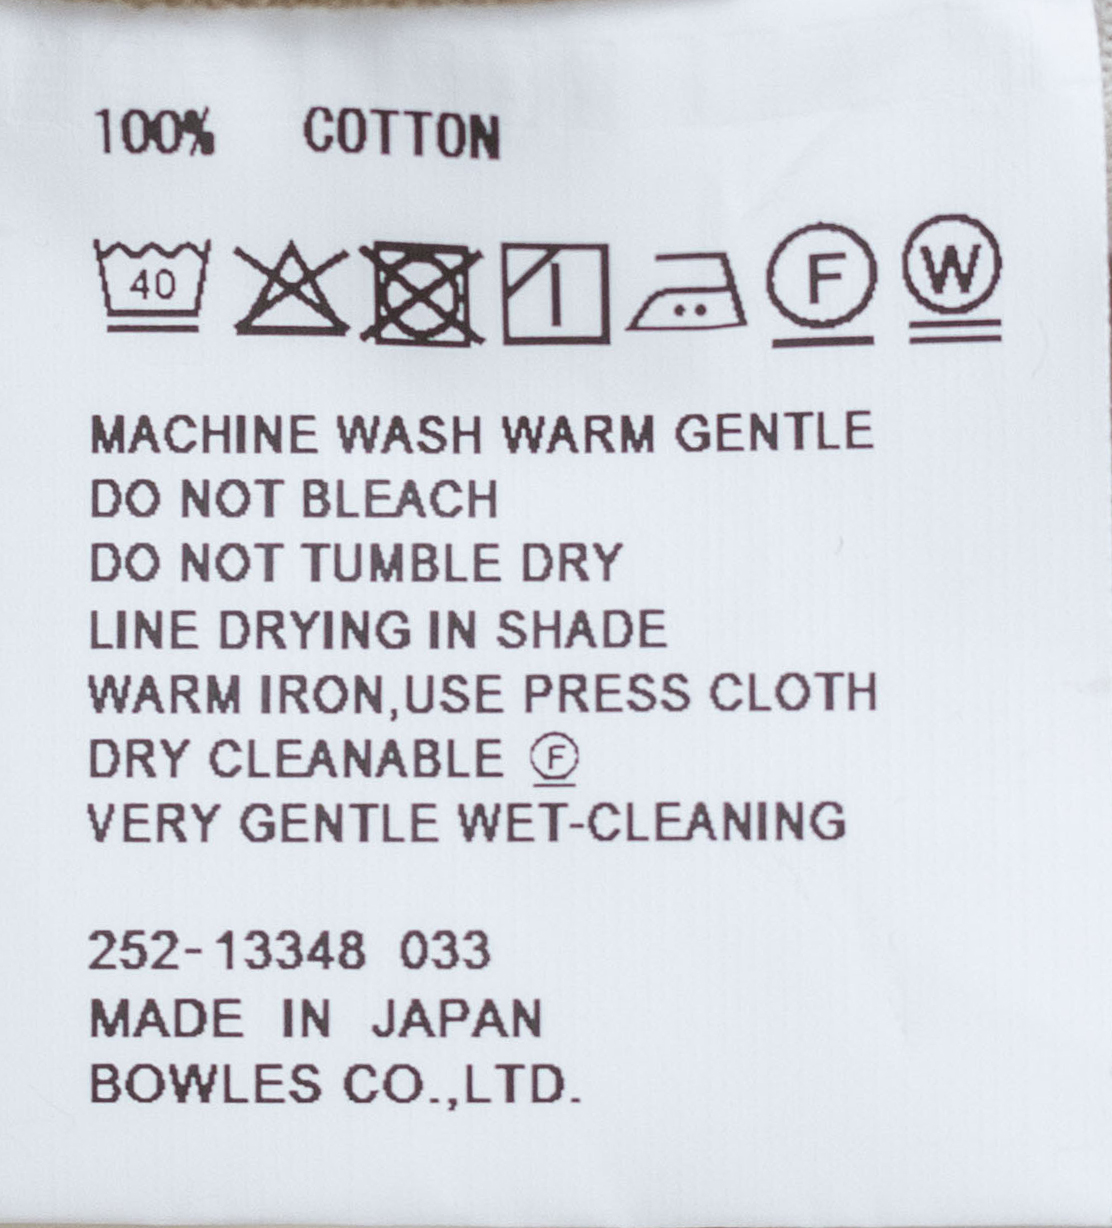 100% COTTON
40 F W
MACHINE WASH WARM GENTLE
DO NOT BLEACH
DO NOT TUMBLE DRY
LINE DRYING IN SHADE
WARM IRON,USE PRESS CLOTH
DRY CLEANABLE Ⓕ
VERY GENTLE WET-CLEANING
252-13348 033
MADE IN JAPAN
BOWLES CO.,LTD.